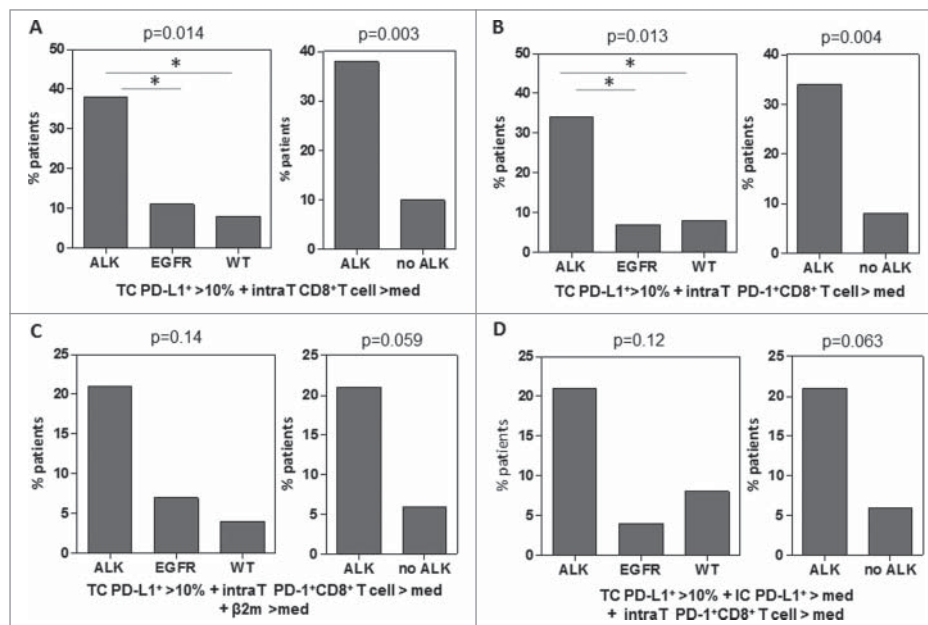 A
p=0.014
p=0.003
50
40
30
20
10
0
% patients
*
*
ALK EGFR WT
40
30
20
10
0
% patients
ALK no ALK
TC PD-L1⁺ >10% + intraT CD8⁺ T cell >med
B
p=0.013
p=0.004
50
40
30
20
10
0
% patients
*
*
ALK EGFR WT
40
30
20
10
0
% patients
ALK no ALK
TC PD-L1⁺ >10% + intraT PD-1⁺CD8⁺ T cell > med
C
p=0.14
p=0.059
25
20
15
10
5
0
% patients
ALK EGFR WT
25
20
15
10
5
0
% patients
ALK no ALK
TC PD-L1⁺ >10% + intraT PD-1⁺CD8⁺ T cell > med
+ β2m >med
D
p=0.12
p=0.063
25
20
15
10
5
0
% patients
ALK EGFR WT
25
20
15
10
5
0
% patients
ALK no ALK
TC PD-L1⁺ >10% + IC PD-L1⁺ > med
+ intraT PD-1⁺CD8⁺ T cell > med